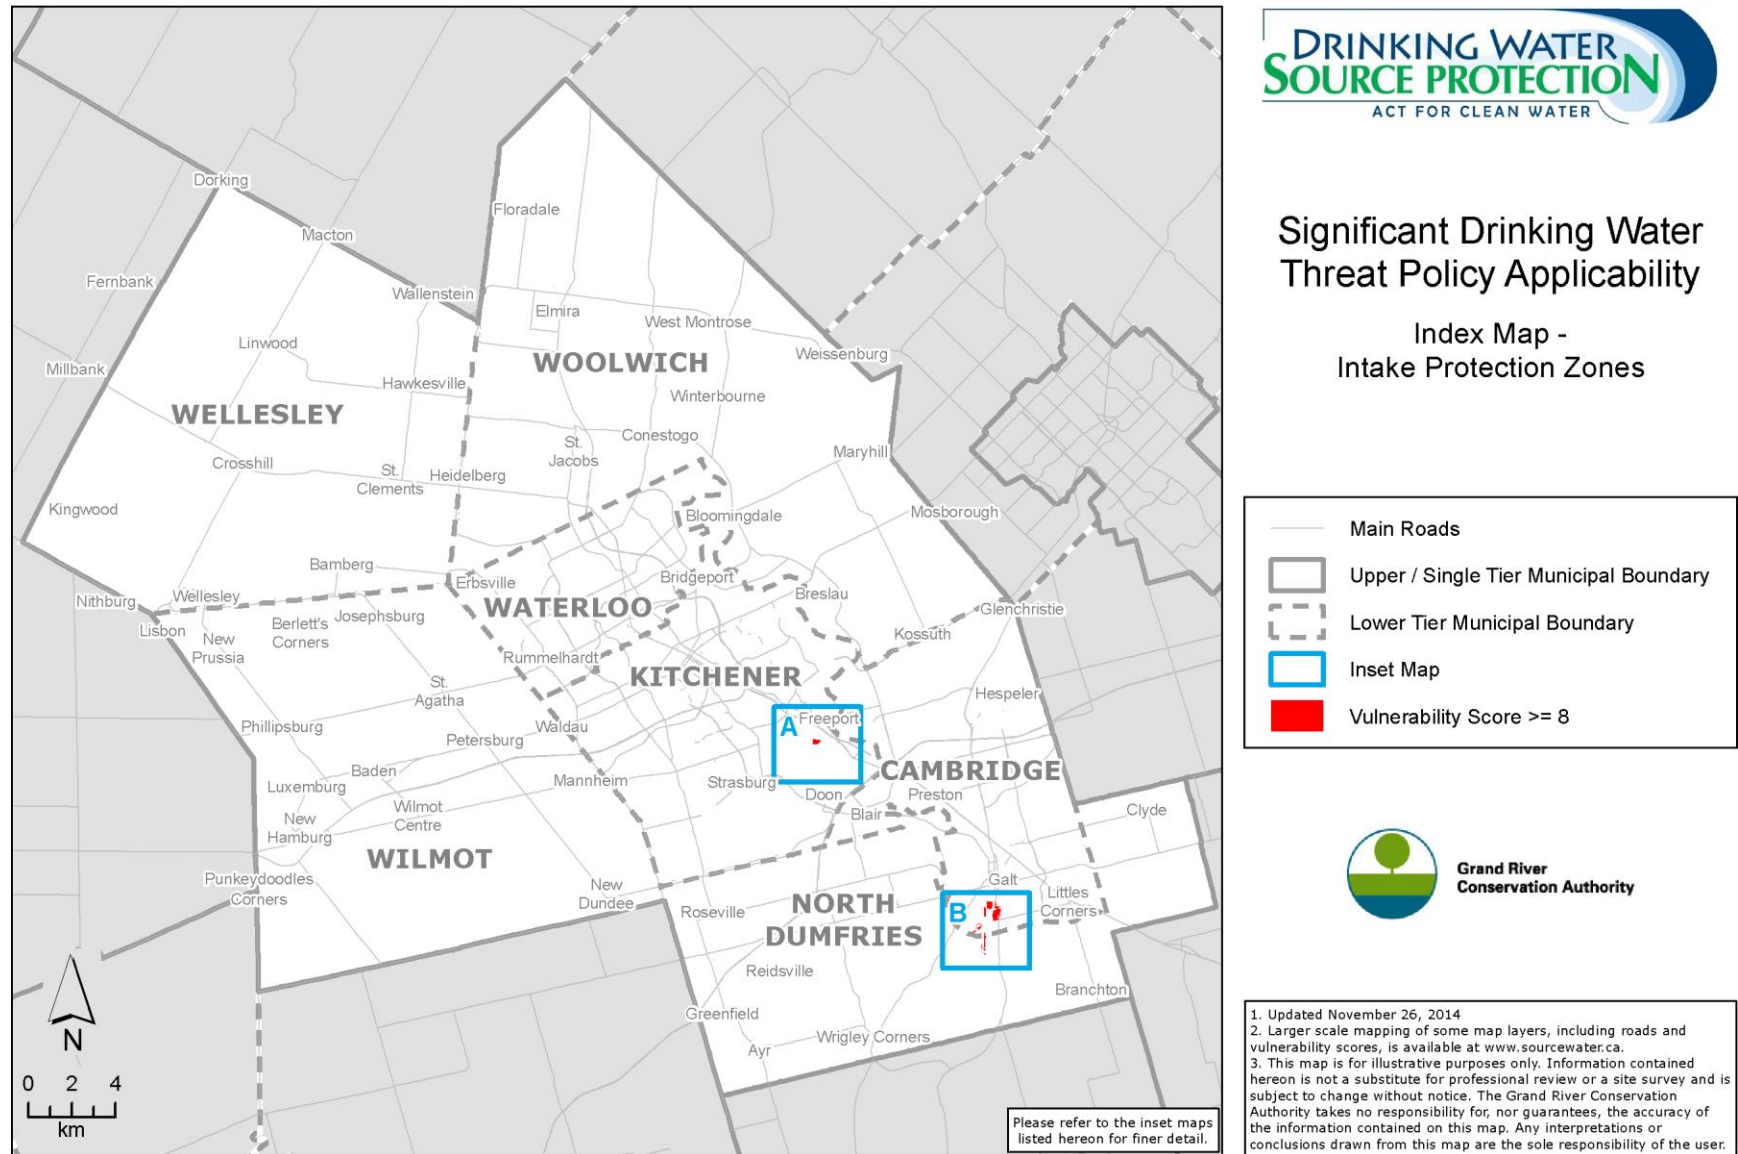 DRINKING WATER
SOURCE PROTECTION
ACT FOR CLEAN WATER
Significant Drinking Water
Threat Policy Applicability
Index Map -
Intake Protection Zones
Main Roads
Upper / Single Tier Municipal Boundary
Lower Tier Municipal Boundary
Inset Map
Vulnerability Score >= 8
Grand River
Conservation Authority
1. Updated November 26, 2014
2. Larger scale mapping of some map layers, including roads and
vulnerability scores, is available at www.sourcewater.ca.
3. This map is for illustrative purposes only. Information contained
hereon is not a substitute for professional review or a site survey and is
subject to change without notice. The Grand River Conservation
Authority takes no responsibility for, nor guarantees, the accuracy of
the information contained on this map. Any interpretations or
conclusions drawn from this map are the sole responsibility of the user.
Dorking
Floradale
Macton
Fernbank
Wallenstein
Elmira
West Montrose
Linwood
Weissenburg
WOOLWICH
Millbank
Hawkesville
Winterbourne
WELLESLEY
Conestogo
St.
Jacobs
Maryhill
Crosshill
St.
Clements
Heidelberg
Kingwood
Bloomingdale
Mosborough
Bamberg
Erbsville
Bridgeport
Nithburg
Wellesley
Breslau
WATERLOO
Glenchristie
Berlett's
Corners
Josephsburg
Lisbon
New
Prussia
Kossuth
Rummelhardt
KITCHENER
St.
Agatha
Hespeler
Phillipsburg
Waldau
Freeport
A
Petersburg
Baden
Mannheim
Strasburg
CAMBRIDGE
Luxemburg
Doon
Preston
Wilmot
Centre
Blair
Clyde
New
Hamburg
WILMOT
Punkeydoodles
Corners
New
Dundee
Galt
Littles
Corners
Roseville
NORTH
DUMFRIES
B
Reidsville
Branchton
Greenfield
Wrigley Corners
Ayr
N
0 2 4
km
Please refer to the inset maps
listed hereon for finer detail.